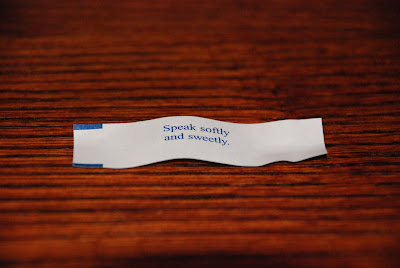 Speak softly
and sweetly.